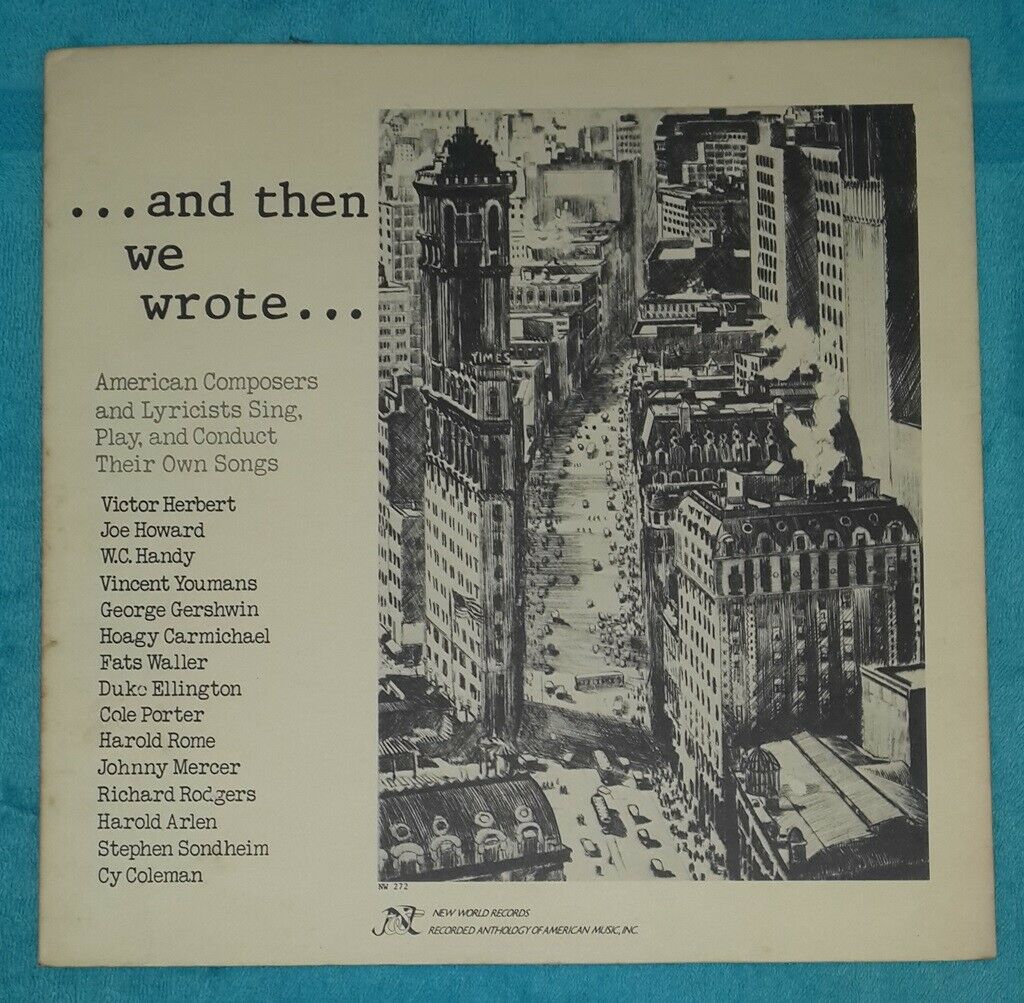 ...and then
we
wrote...
American Composers
and Lyricists Sing,
Play, and Conduct
Their Own Songs
Victor Herbert
Joe Howard
W.C. Handy
Vincent Youmans
George Gershwin
Hoagy Carmichael
Fats Waller
Duke Ellington
Cole Porter
Harold Rome
Johnny Mercer
Richard Rodgers
Harold Arlen
Stephen Sondheim
Cy Coleman
TIMES
NW 272
NEW WORLD RECORDS
RECORDED ANTHOLOGY OF AMERICAN MUSIC, INC.